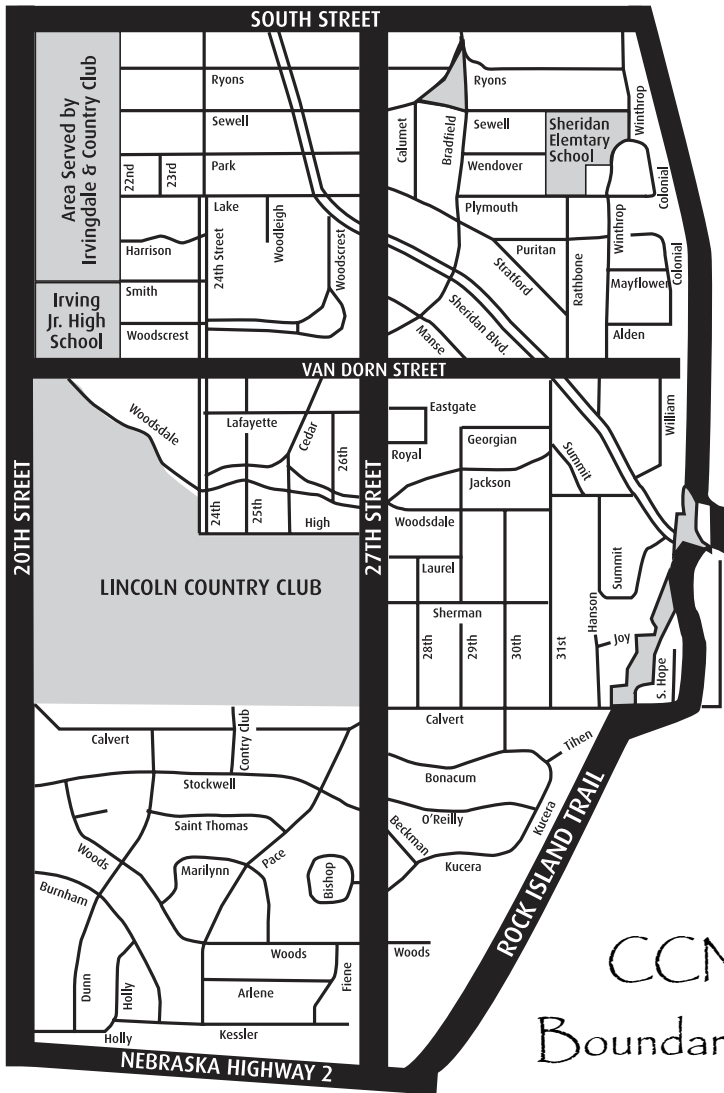 SOUTH STREET
Area Served by
Irvingdale & Country Club
Ryons
Sewell
22nd
23rd
Park
Lake
Harrison
24th Street
Woodleigh
Woodscrest
Smith
Irving
Jr. High
School
Woodscrest
Calumet
Bradfield
Ryons
Sewell
Wendover
Sheridan
Elemtary
School
Winthrop
Colonial
Plymouth
Puritan
Stratford
Rathbone
Winthrop
Mayflower
Colonial
Sheridan Blvd.
Manse
Alden
VAN DORN STREET
20TH STREET
27TH STREET
Woodsdale
Lafayette
Cedar
26th
24th
25th
High
Eastgate
Royal
Georgian
Jackson
Summit
William
Woodsdale
Laurel
Sherman
28th
29th
30th
31st
Hanson
Summit
Joy
S. Hope
LINCOLN COUNTRY CLUB
Calvert
Contry club
Stockwell
Saint Thomas
Woods
Marilynn
Pace
Bishop
Burnham
Dunn
Holly
Woods
Arlene
Fiene
Holly
Kessler
Calvert
Tihen
Bonacum
O'Reilly
Beckman
Kucera
Kucera
Woods
ROCK ISLAND TRAIL
NEBRASKA HIGHWAY 2
CCN
Boundar